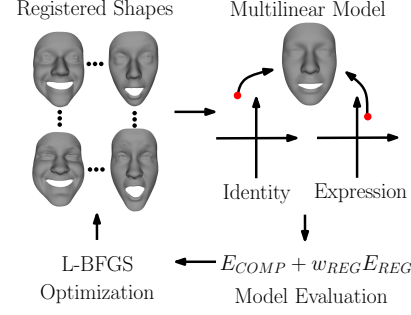 Registered Shapes
Multilinear Model
Identity
Expression
L-BFGS
Optimization
E_{COMP} + w_{REG}E_{REG}
Model Evaluation